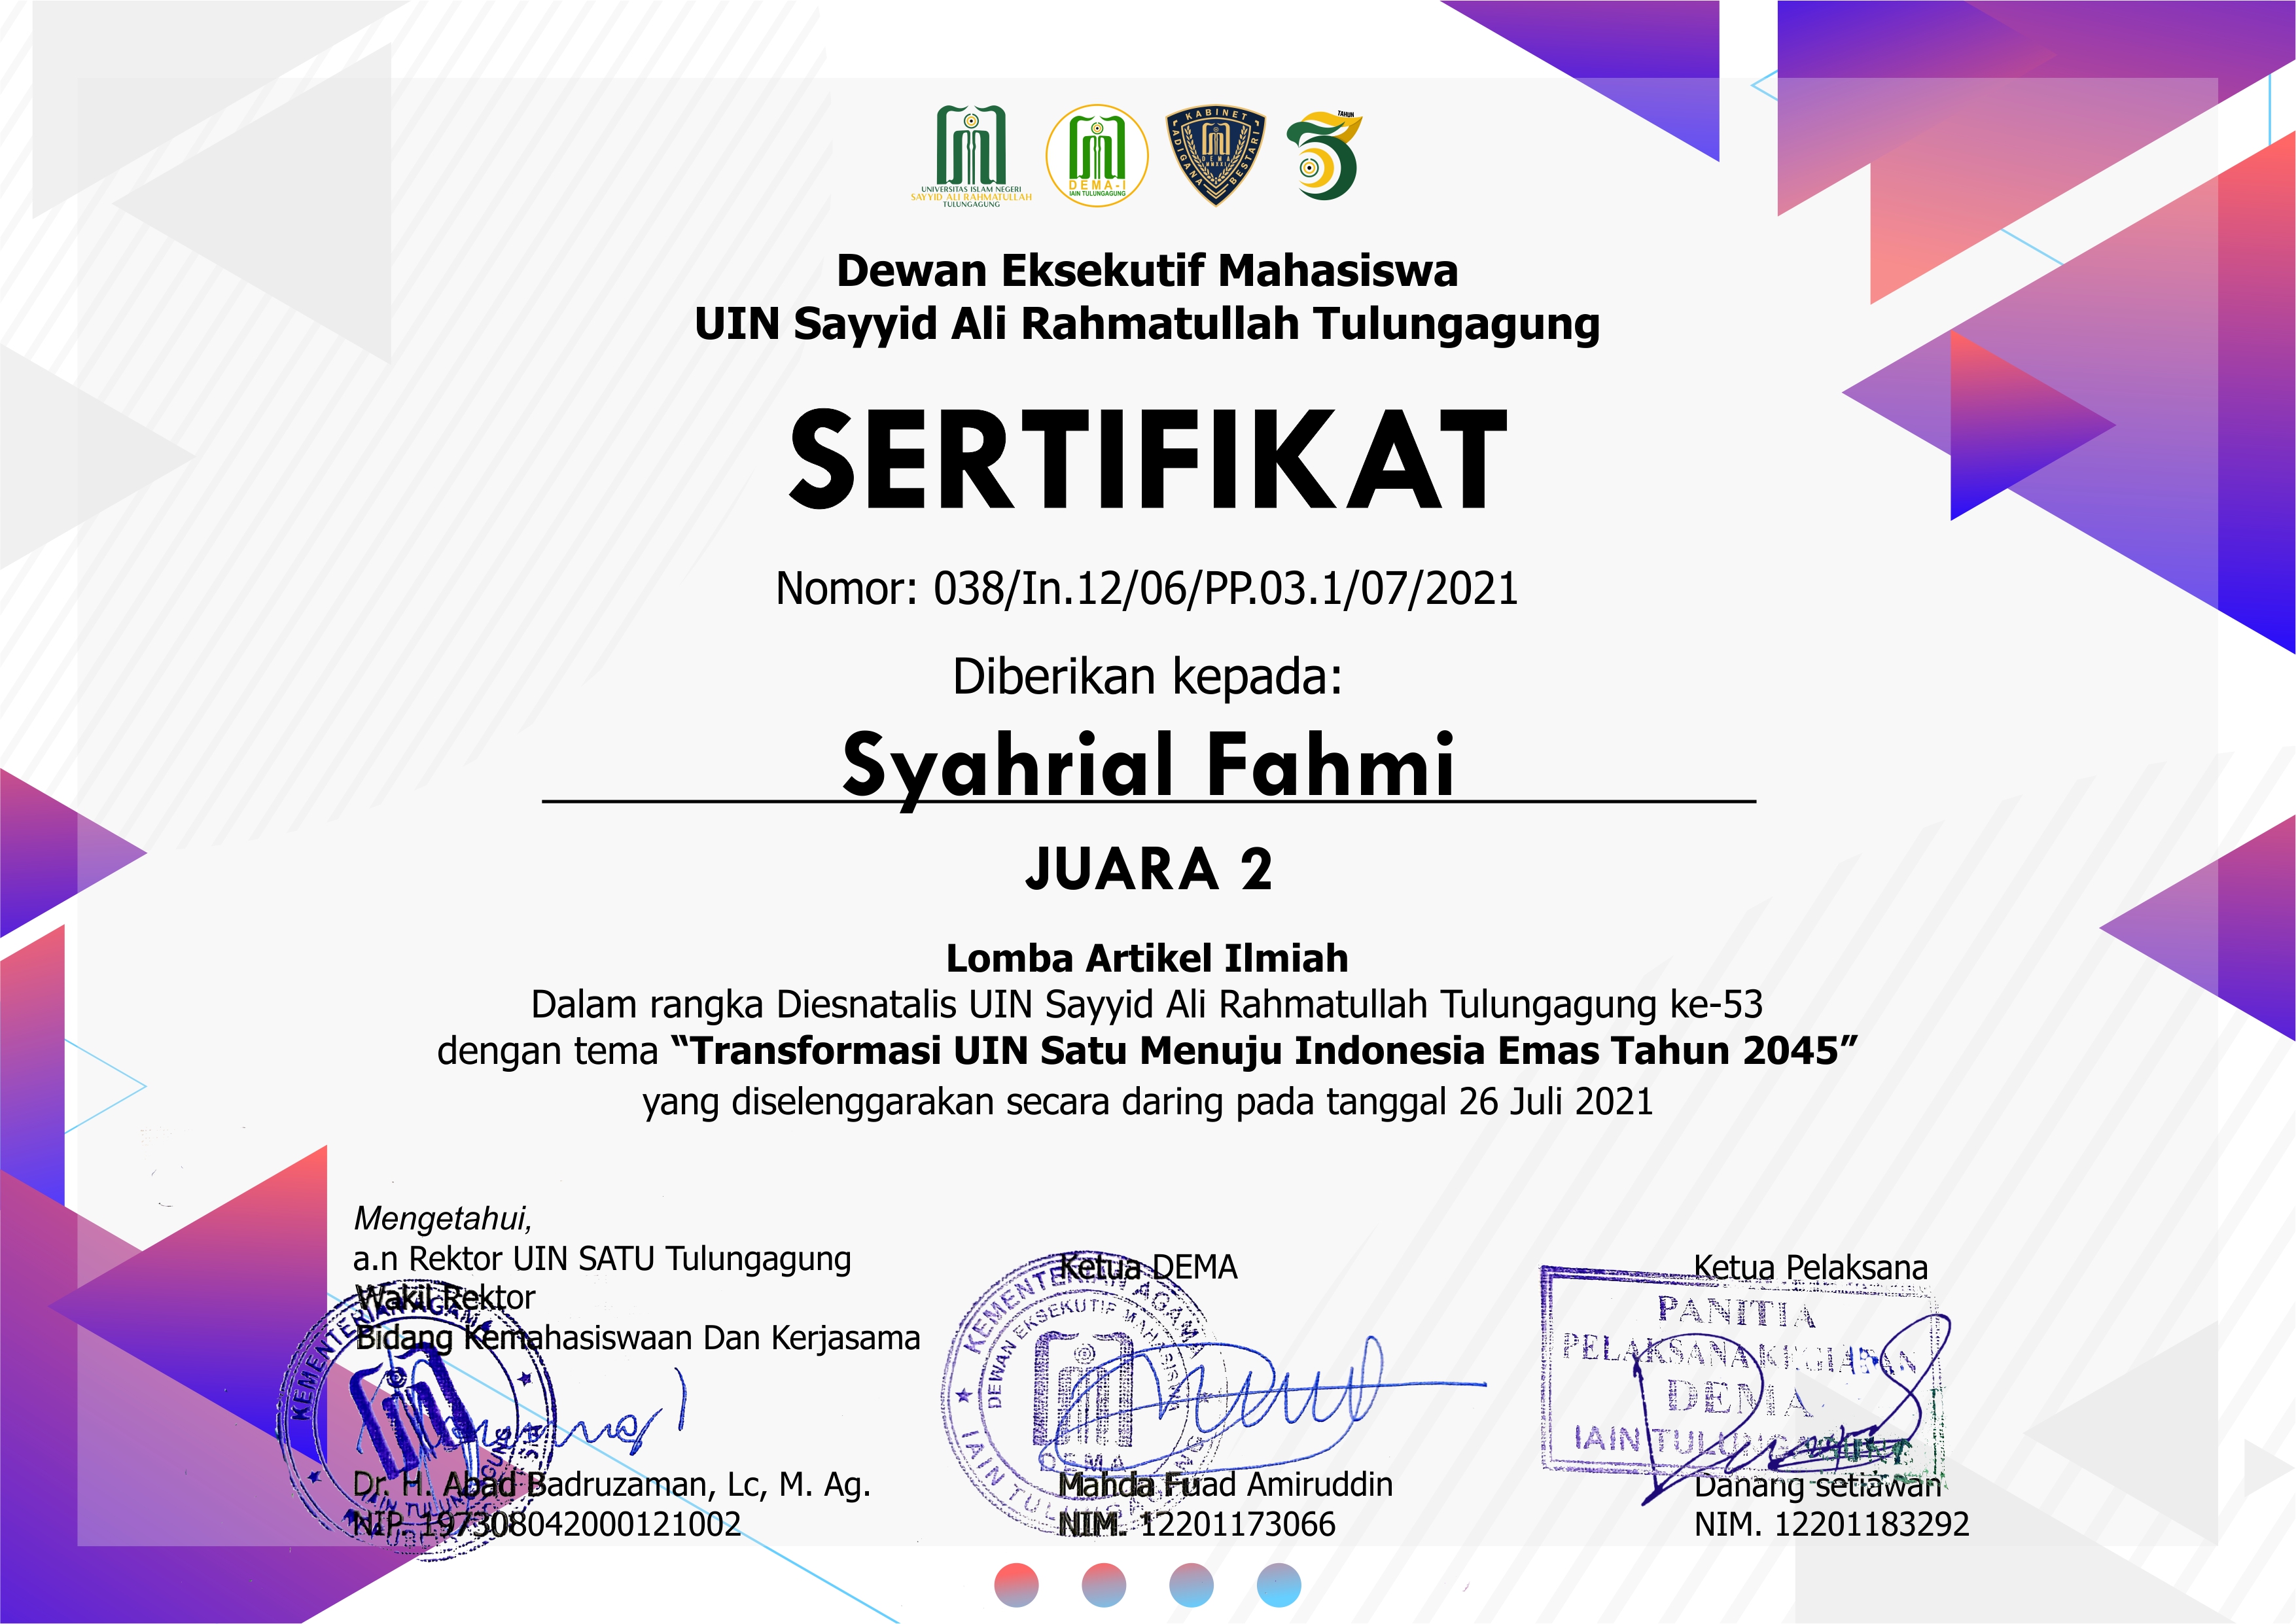 UNIVERSITAS ISLAM NEGERI
SAYYID ALI RAHMATULLAH
TULUNGAGUNG
DEMA-I
IAIN TULUNGAGUNG
KABINET
ADIGANA BESTARI
DEMA
MMXXI
TAHUN
53
Dewan Eksekutif Mahasiswa
UIN Sayyid Ali Rahmatullah Tulungagung
SERTIFIKAT
Nomor: 038/In.12/06/PP.03.1/07/2021
Diberikan kepada:
Syahrial Fahmi
JUARA 2
Lomba Artikel Ilmiah
Dalam rangka Diesnatalis UIN Sayyid Ali Rahmatullah Tulungagung ke-53
dengan tema “Transformasi UIN Satu Menuju Indonesia Emas Tahun 2045”
yang diselenggarakan secara daring pada tanggal 26 Juli 2021
Mengetahui,
a.n Rektor UIN SATU Tulungagung
Wakil Rektor
Bidang Kemahasiswaan Dan Kerjasama
KEMENTERIAN AGAMA
IAIN TULUNGAGUNG
Dr. H. Abad Badruzaman, Lc, M. Ag.
NIP. 197308042000121002
Ketua DEMA
KEMENTERIAN AGAMA
DEWAN EKSEKUTIF MAHASISWA
DEMA
IAIN TULUNGAGUNG
Mahda Fuad Amiruddin
NIM. 12201173066
Ketua Pelaksana
PANITIA
PELAKSANA KEGIATAN
DEMA
IAIN TULUNGAGUNG
Danang setiawan
NIM. 12201183292